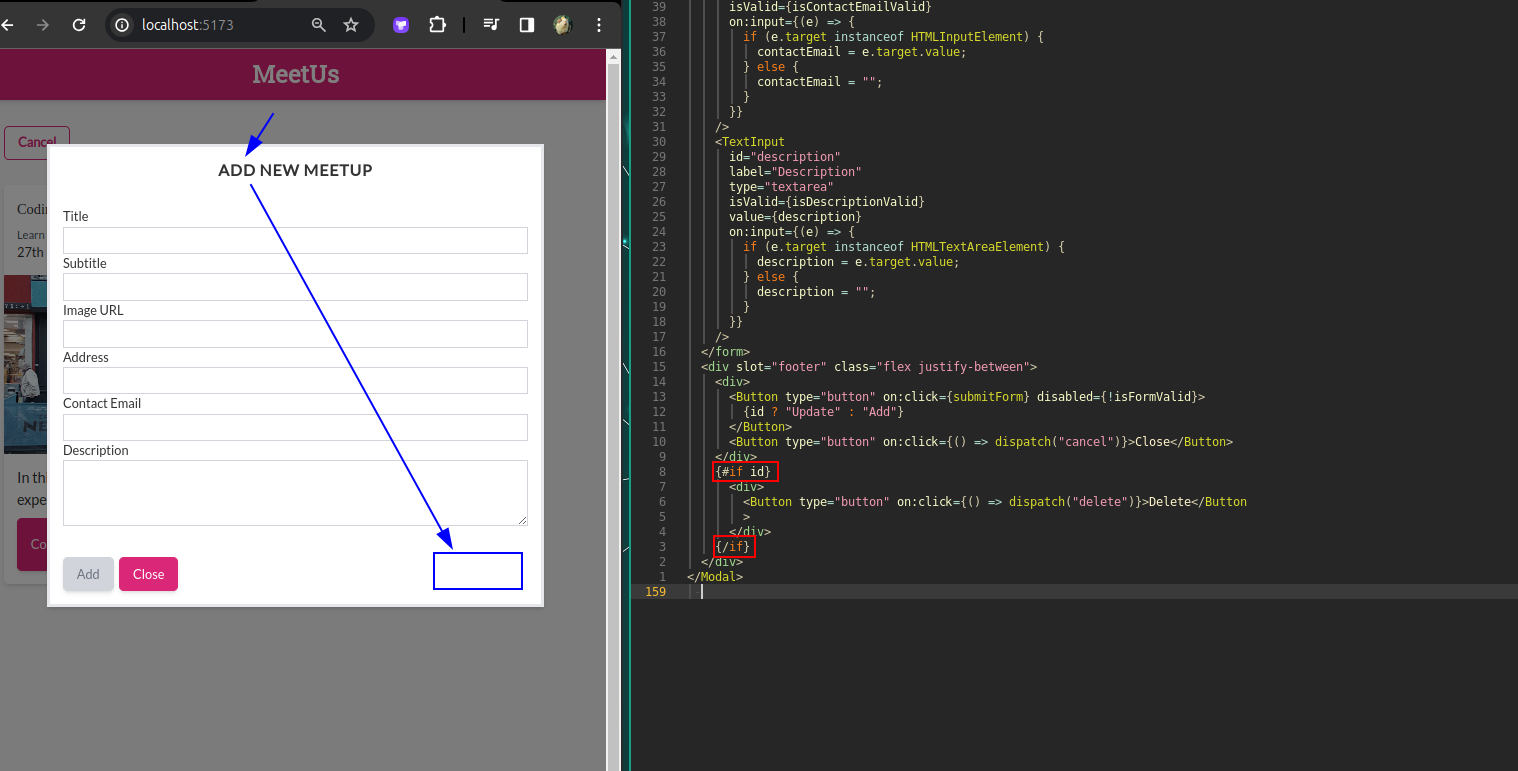 localhost:5173
MeetUs
Cancel
ADD NEW MEETUP
Codin
Learn
27th
Title
Subtitle
Image URL
Address
Contact Email
Description
In thi
expe
Co
Add
Close
39 isValid={isContactEmailValid}
38 on:input={(e) => {
37 if (e.target instanceof HTMLInputElement) {
36 contactEmail = e.target.value;
35 } else {
34 contactEmail = "";
33 }
32 }}
31 />
30 <TextInput
29 id="description"
28 label="Description"
27 type="textarea"
26 isValid={isDescriptionValid}
25 value={description}
24 on:input={(e) => {
23 if (e.target instanceof HTMLTextAreaElement) {
22 description = e.target.value;
21 } else {
20 description = "";
19 }
18 }}
17 />
16 </form>
15 <div slot="footer" class="flex justify-between">
14 <div>
13 <Button type="button" on:click={submitForm} disabled={!isFormValid}>
12 {id ? "Update" : "Add"}
11 </Button>
10 <Button type="button" on:click={() => dispatch("cancel")}>Close</Button>
9 </div>
8 {#if id}
7 <div>
6 <Button type="button" on:click={() => dispatch("delete")}>Delete</Button
5 >
4 </div>
3 {/if}
2 </div>
1 </Modal>
159